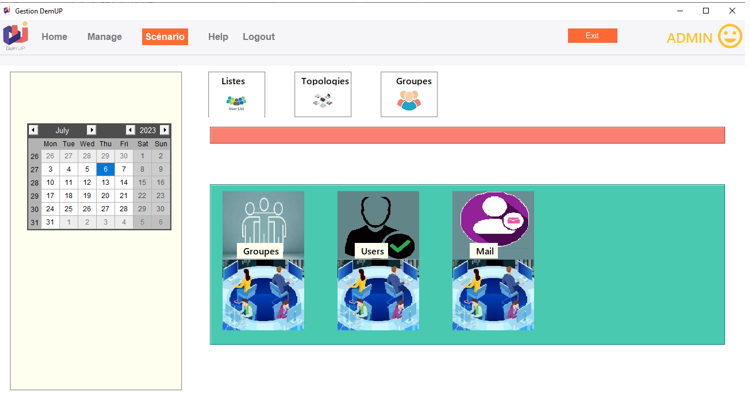 Gestion DemUP
DemUP
Home Manage Scénario Help Logout Exit ADMIN
Listes Topologies Groupes
User List
July 2023
Mon Tue Wed Thu Fri Sat Sun
26 26 27 28 29 30 1 2
27 3 4 5 6 7 8 9
28 10 11 12 13 14 15 16
29 17 18 19 20 21 22 23
30 24 25 26 27 28 29 30
31 31 1 2 3 4 5 6
Groupes Users Mail